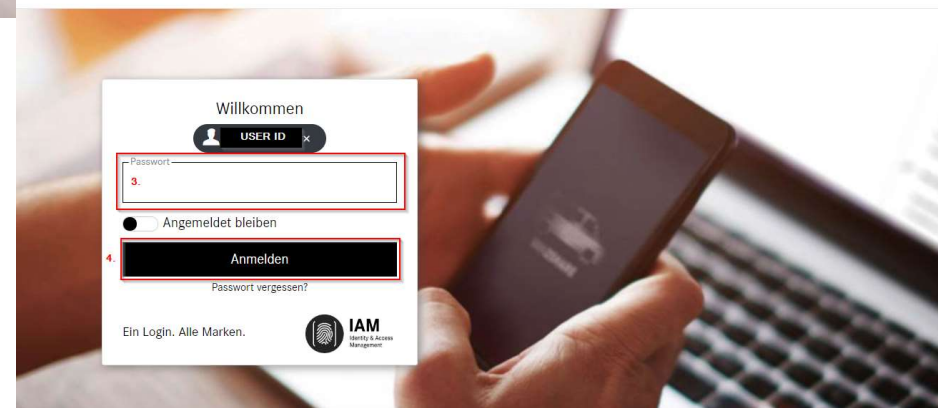 Willkommen
USER ID ×
Passwort
3.
Angemeldet bleiben
4. Anmelden
Passwort vergessen?
Ein Login. Alle Marken.
IAM
Identity & Access
Management